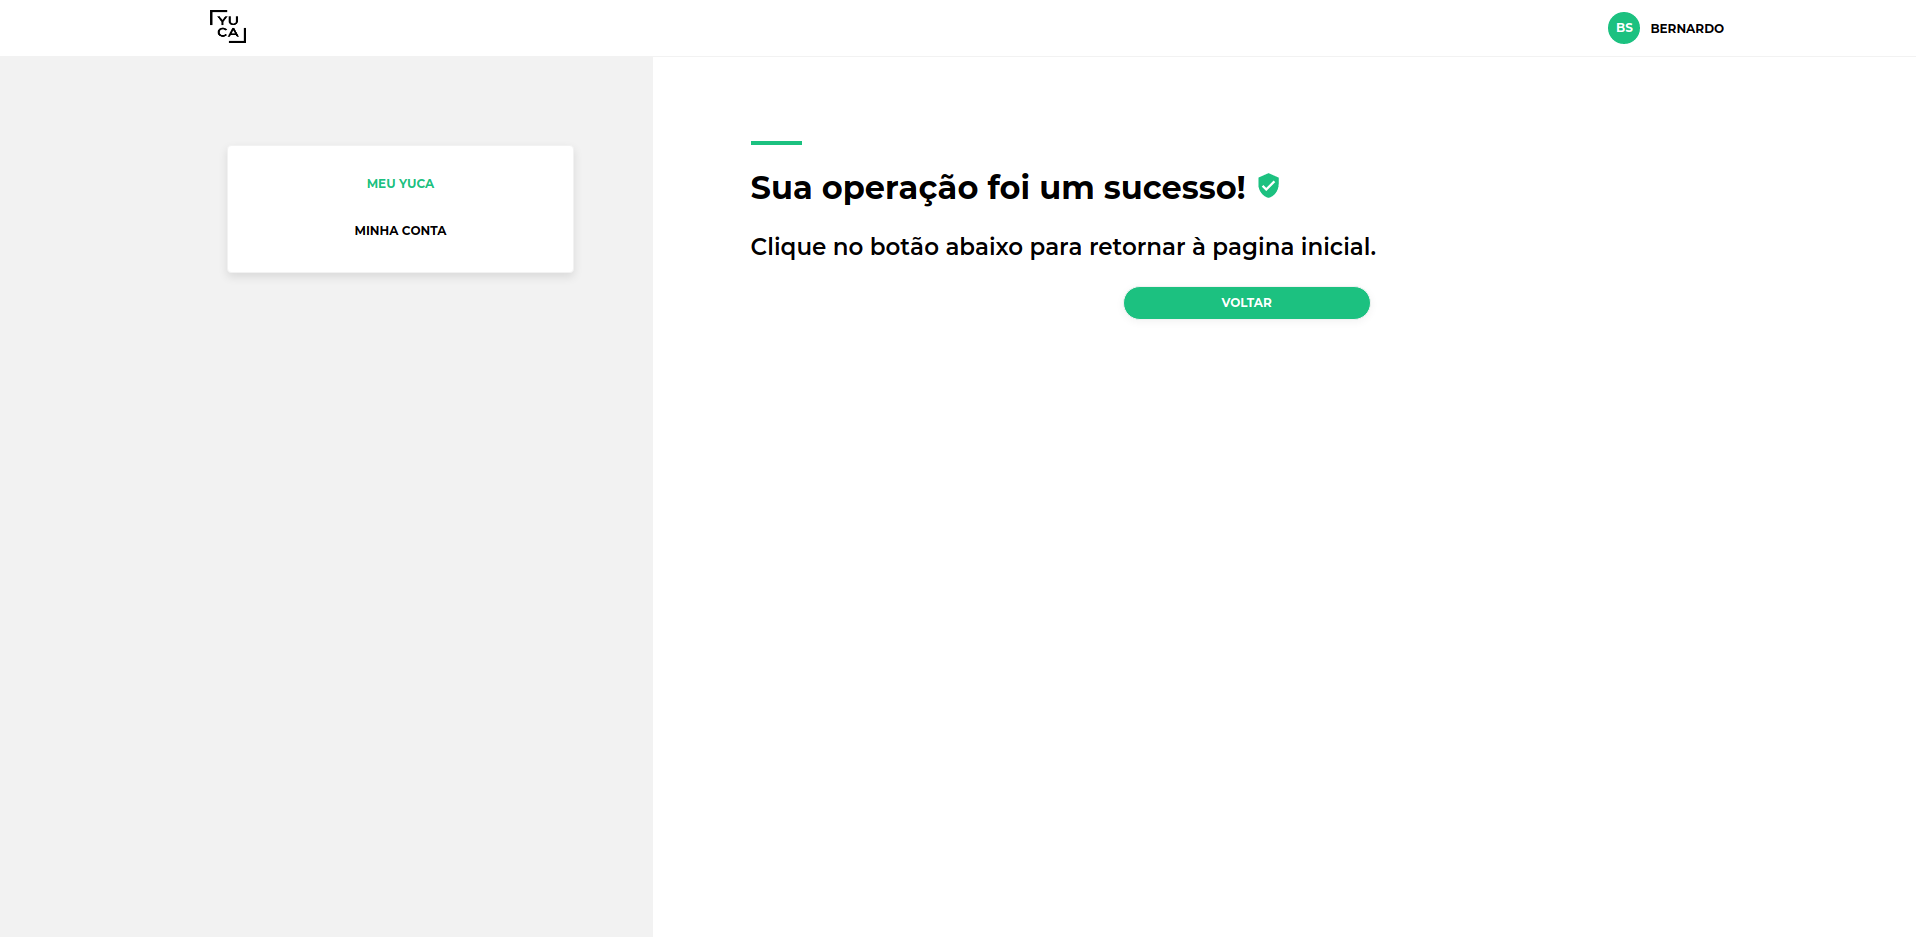 YU
CA
BS BERNARDO
MEU YUCA
MINHA CONTA
Sua operação foi um sucesso!
Clique no botão abaixo para retornar à pagina inicial.
VOLTAR